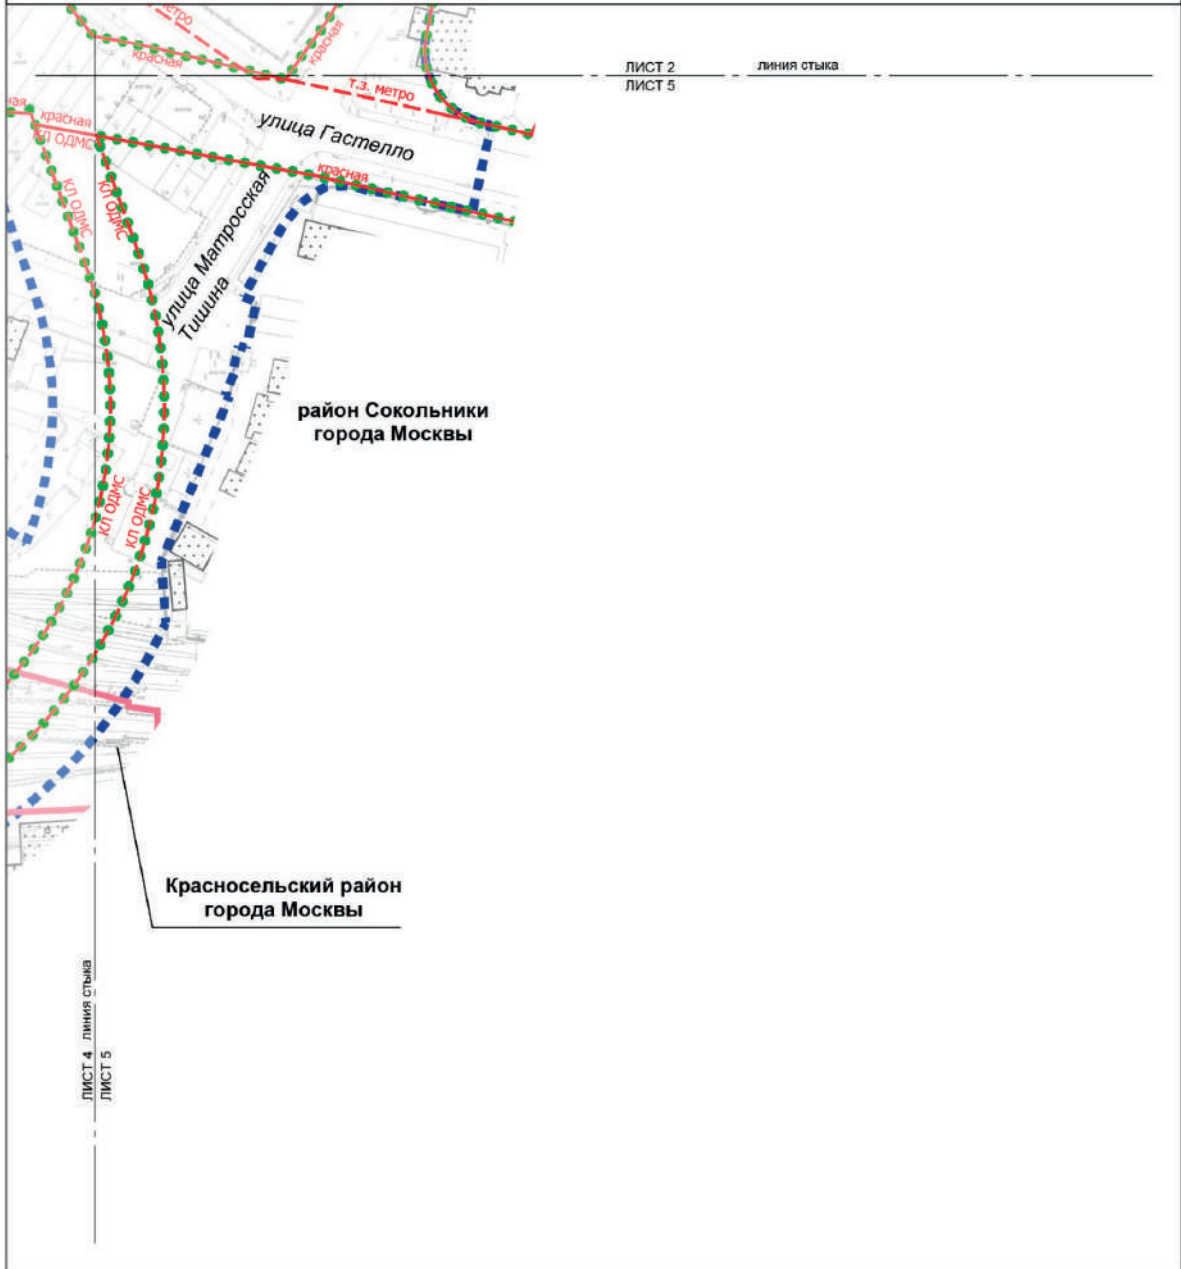 метро
красная
красная
ЛИСТ 2
линия стыка
ЛИСТ 5
т.з. метро
ная
красная
КЛ ОДМС
улица Гастелло
красная
КЛ ОДМС
КЛ ОДМС
улица Матросская
Тишина
район Сокольники
города Москвы
КЛ ОДМС
КЛ ОДМС
Красносельский район
города Москвы
ЛИСТ 4 линия стыка
ЛИСТ 5